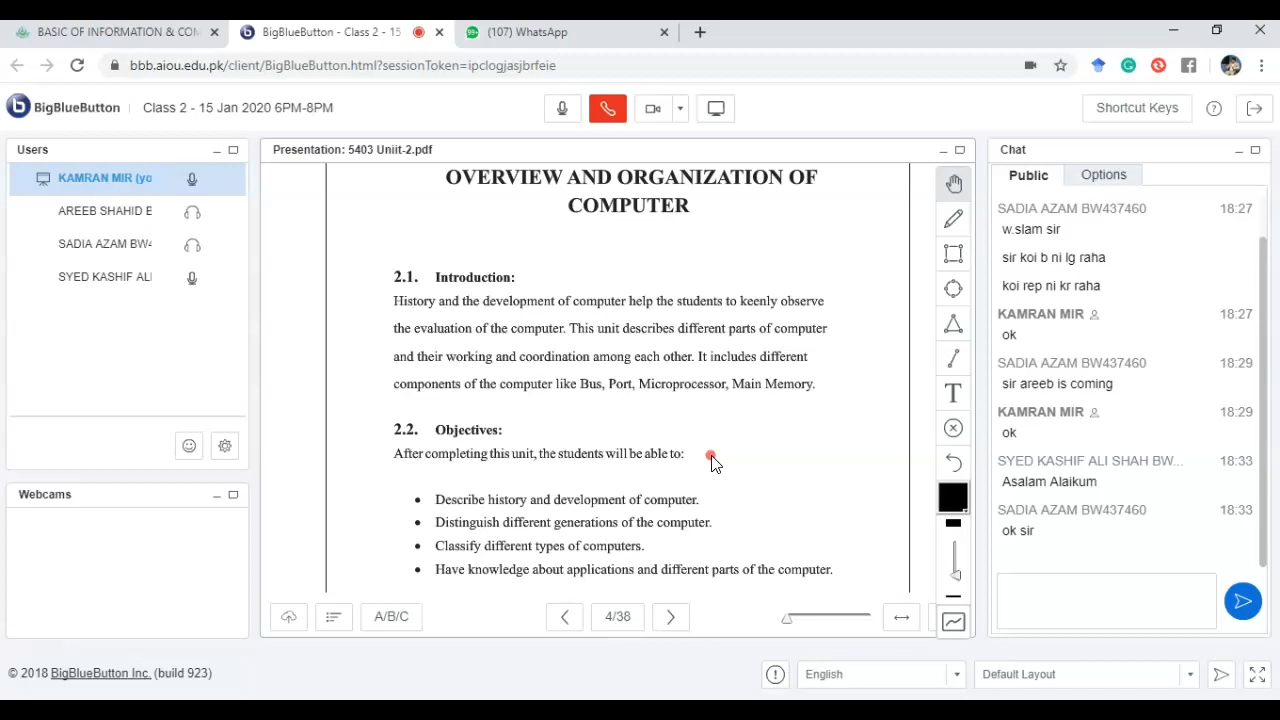 BASIC OF INFORMATION & COM
BigBlueButton - Class 2 - 15
99+
(107) WhatsApp
bbb.aiou.edu.pk/client/BigBlueButton.html?sessionToken=ipclogjasjbrfeie
b
BigBlueButton
Class 2 - 15 Jan 2020 6PM-8PM
Shortcut Keys
Users
KAMRAN MIR (yo
AREEB SHAHID B
SADIA AZAM BW4
SYED KASHIF ALI
Webcams
Presentation: 5403 Uniit-2.pdf
OVERVIEW AND ORGANIZATION OF
COMPUTER
2.1. Introduction:
History and the development of computer help the students to keenly observe
the evaluation of the computer. This unit describes different parts of computer
and their working and coordination among each other. It includes different
components of the computer like Bus, Port, Microprocessor, Main Memory.
2.2. Objectives:
After completing this unit, the students will be able to:
• Describe history and development of computer.
• Distinguish different generations of the computer.
• Classify different types of computers.
• Have knowledge about applications and different parts of the computer.
T
A/B/C
4/38
Chat
Public
Options
SADIA AZAM BW437460 18:27
w.slam sir
sir koi b ni lg raha
koi rep ni kr raha
KAMRAN MIR 18:27
ok
SADIA AZAM BW437460 18:29
sir areeb is coming
KAMRAN MIR 18:29
ok
SYED KASHIF ALI SHAH BW... 18:33
Asalam Alaikum
SADIA AZAM BW437460 18:33
ok sir
© 2018 BigBlueButton Inc. (build 923)
English
Default Layout